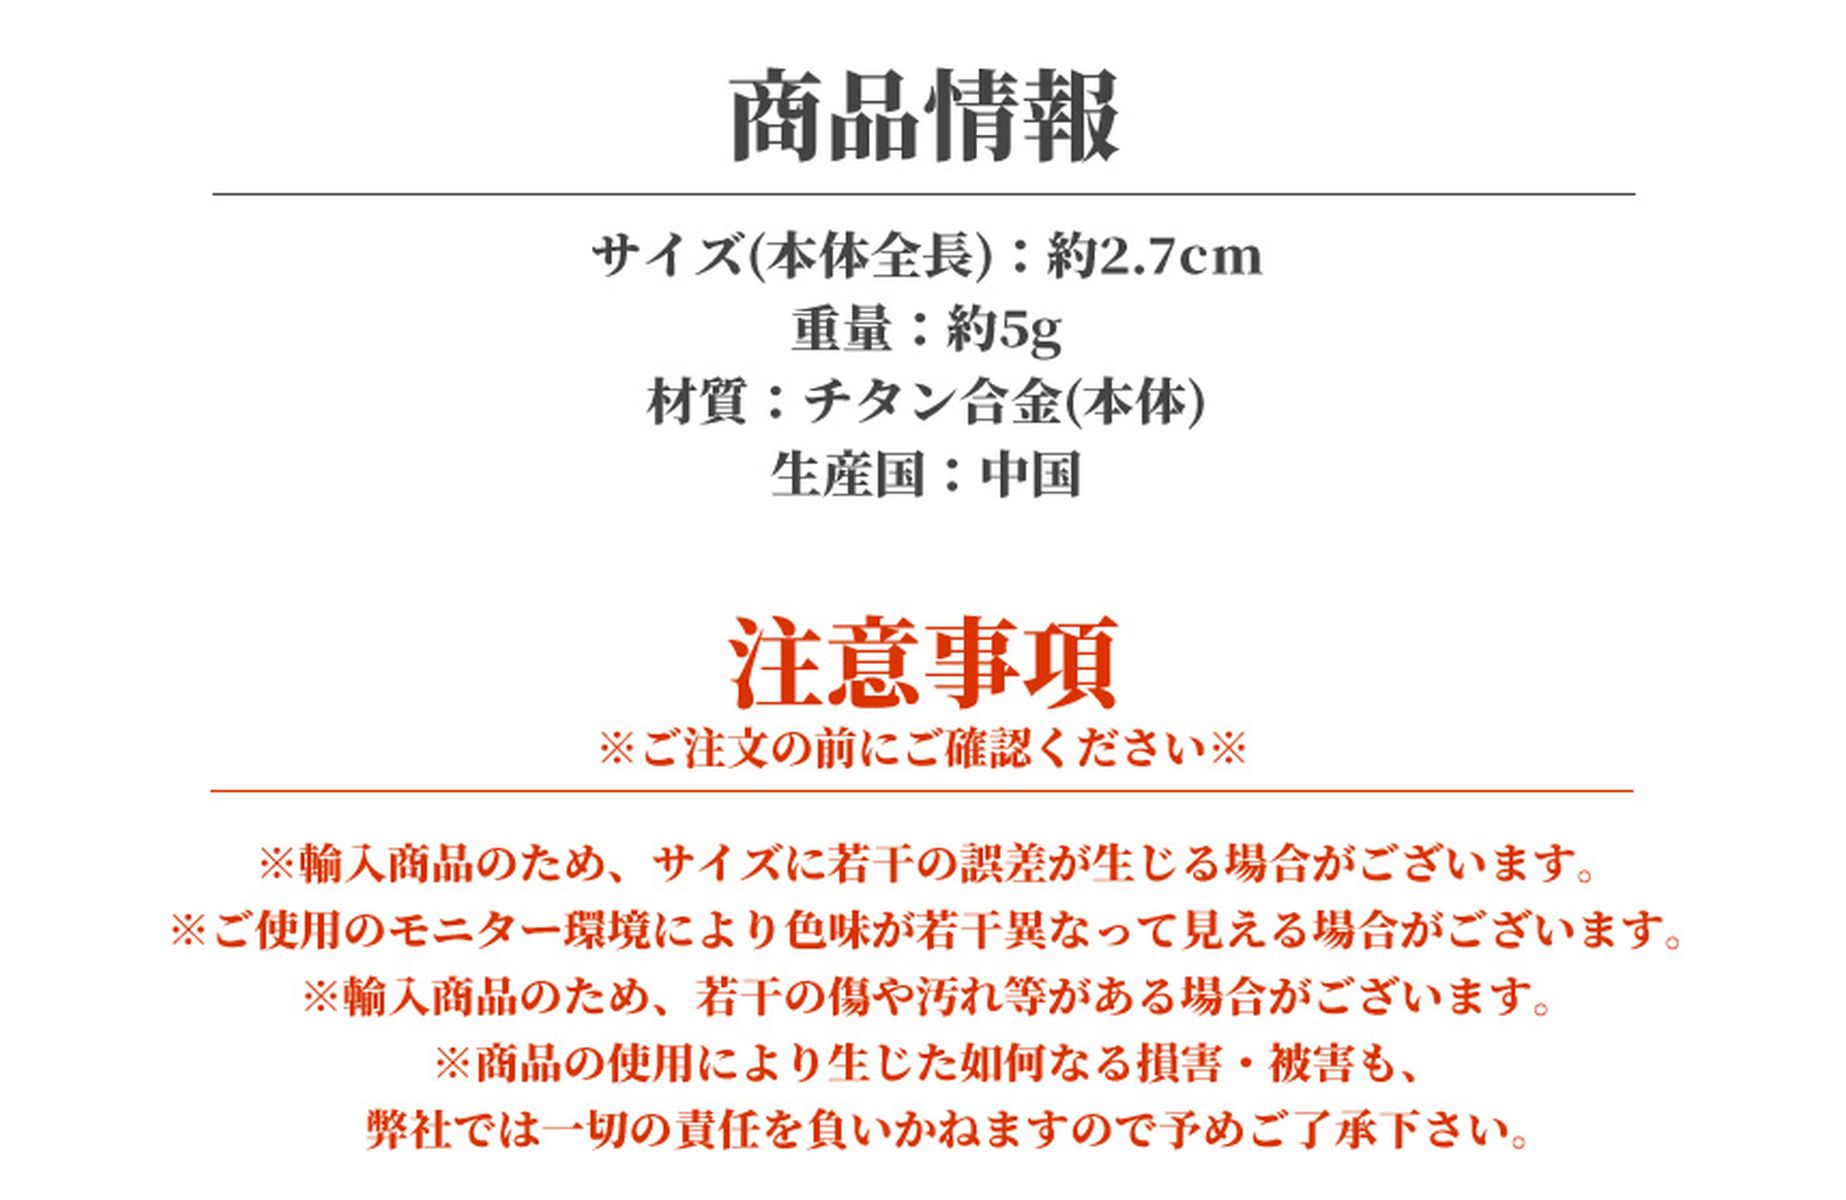 商品情報
サイズ(本体全長)：約2.7cm
重量：約5g
材質：チタン合金(本体)
生産国：中国
注意事項
※ご注文の前にご確認ください※
※輸入商品のため、サイズに若干の誤差が生じる場合がございます。
※ご使用のモニター環境により色味が若干異なって見える場合がございます。
※輸入商品のため、若干の傷や汚れ等がある場合がございます。
※商品の使用により生じた如何なる損害・被害も、
弊社では一切の責任を負いかねますので予めご了承下さい。